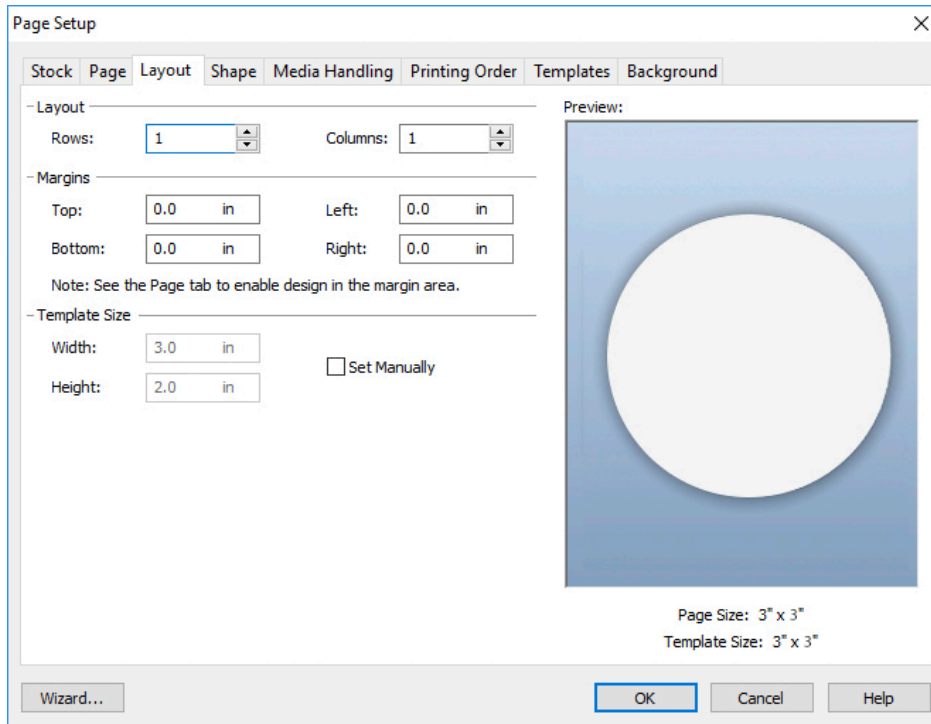 Page Setup
Stock Page Layout Shape Media Handling Printing Order Templates Background
Layout
Rows: 1 Columns: 1
Margins
Top: 0.0 in Left: 0.0 in
Bottom: 0.0 in Right: 0.0 in
Note: See the Page tab to enable design in the margin area.
Template Size
Width: 3.0 in
Set Manually
Height: 2.0 in
Preview:
Page Size: 3" x 3"
Template Size: 3" x 3"
Wizard... OK Cancel Help